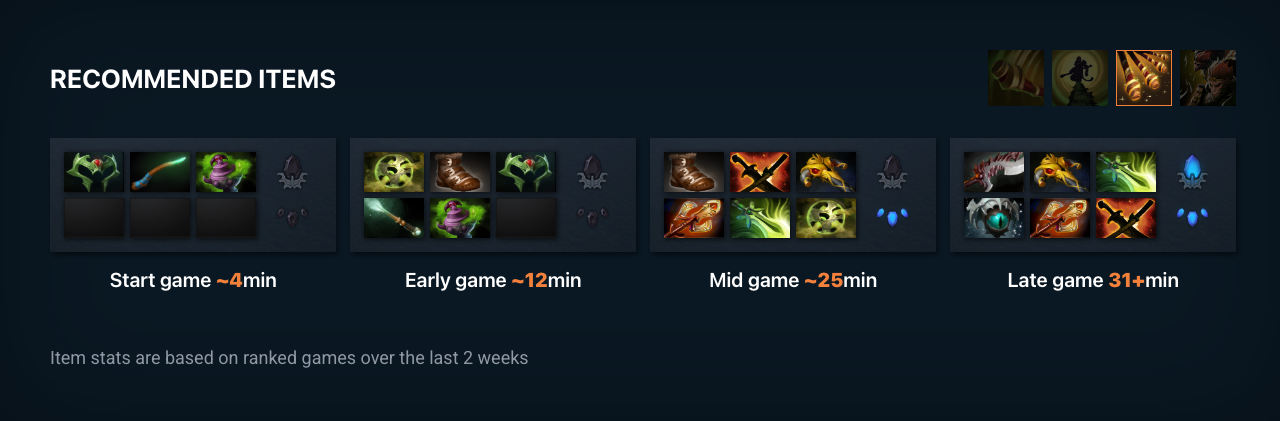 RECOMMENDED ITEMS
Start game ~4min
Early game ~12min
Mid game ~25min
Late game 31+min
Item stats are based on ranked games over the last 2 weeks